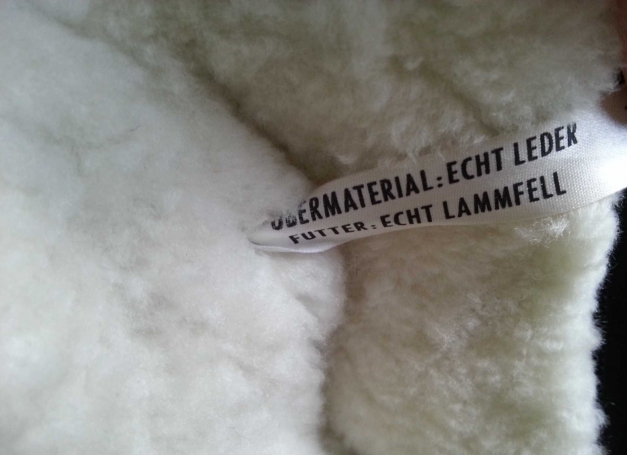 OBERMATERIAL: ECHT LEDER
FUTTER: ECHT LAMMFELL